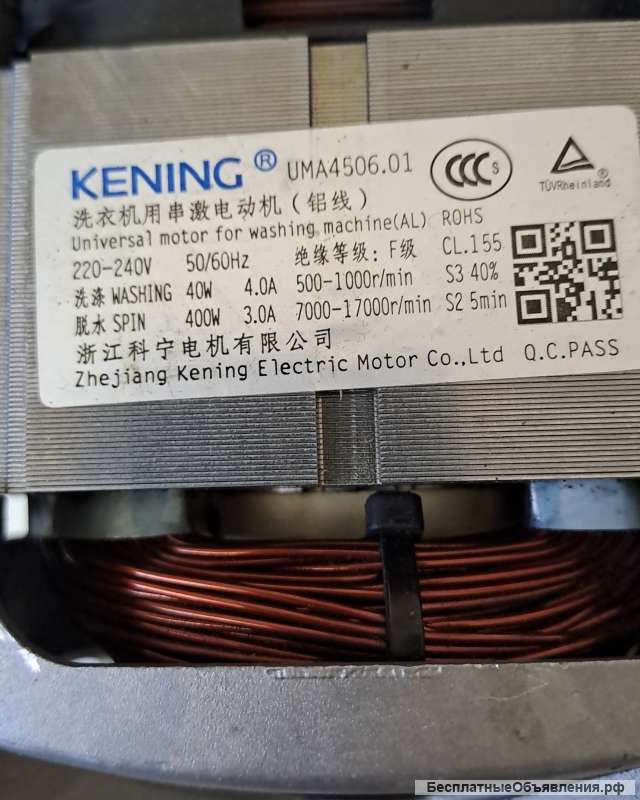 KENING ® UMA4506.01
CCC S
TÜVRheinland ®
洗衣机用串激电动机(铝线)
Universal motor for washing machine(AL) ROHS
220-240V 50/60Hz 绝缘等级: F级 CL.155
洗涤 WASHING 40W 4.0A 500-1000r/min S3 40%
脱水 SPIN 400W 3.0A 7000-17000r/min S2 5min
浙江科宁电机有限公司
Zhejiang Kening Electric Motor Co.,Ltd Q.C.PASS
БесплатныеОбъявления.рф